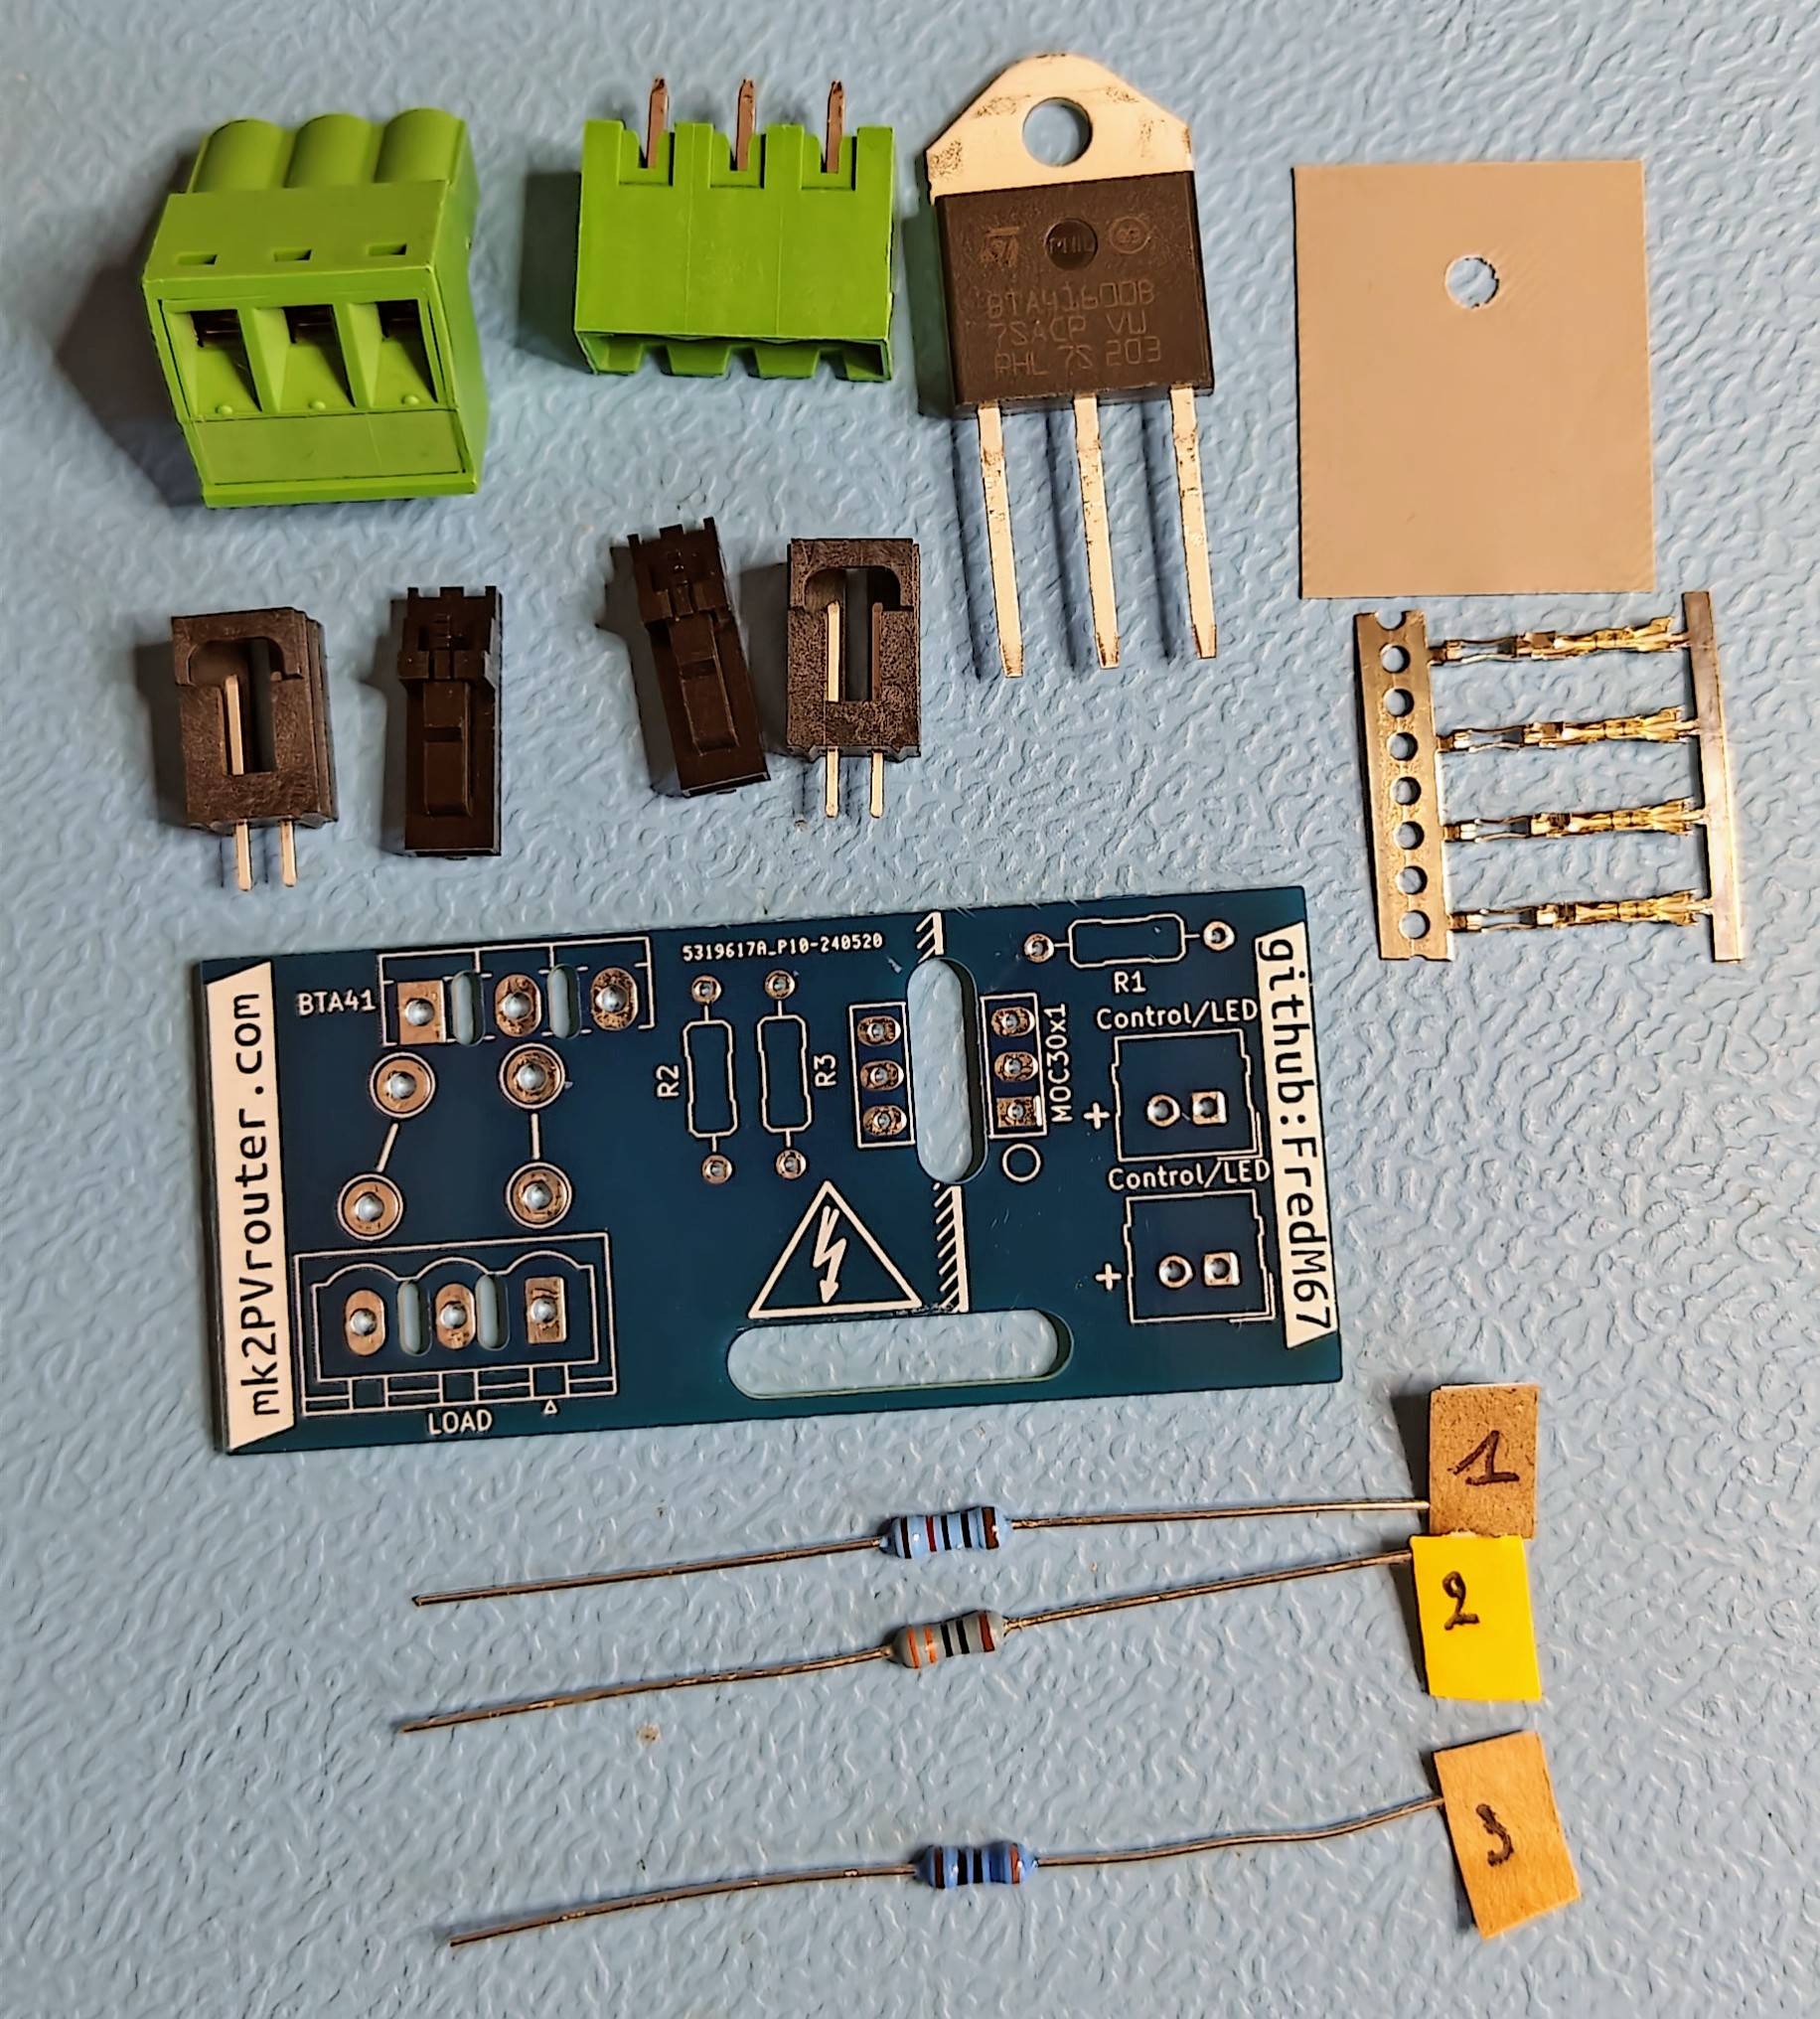 BTA41600B
7SACP VW
PHL 7S 203
5319617A_P10-240520
mk2PVrouter.com
BTA41
R2
R3
MOC30x1
R1
Control/LED
+
Control/LED
+
github:FredM67
LOAD
1
2
3